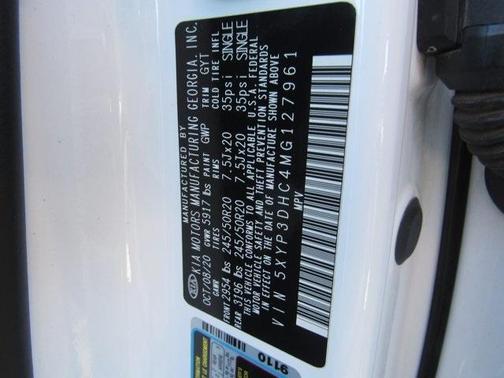 MANUFACTURED BY
KIA KIA MOTORS MANUFACTURING GEORGIA, INC.
OCT/08/20 GVWR 5917 lbs PAINT GWP TRIM GYT
GAWR TIRES RIMS COLD TIRE INFL
FRONT 2954 lbs 245/50R20 7.5Jx20 35psi SINGLE
REAR 3196 lbs 245/50R20 7.5Jx20 35psi SINGLE
THIS VEHICLE CONFORMS TO ALL APPLICABLE U.S.A. FEDERAL
MOTOR VEHICLE SAFETY AND THEFT PREVENTION STANDARDS
IN EFFECT ON THE DATE OF MANUFACTURE SHOWN ABOVE
VIN 5XYP3DHC4MG127961
MPV
9110